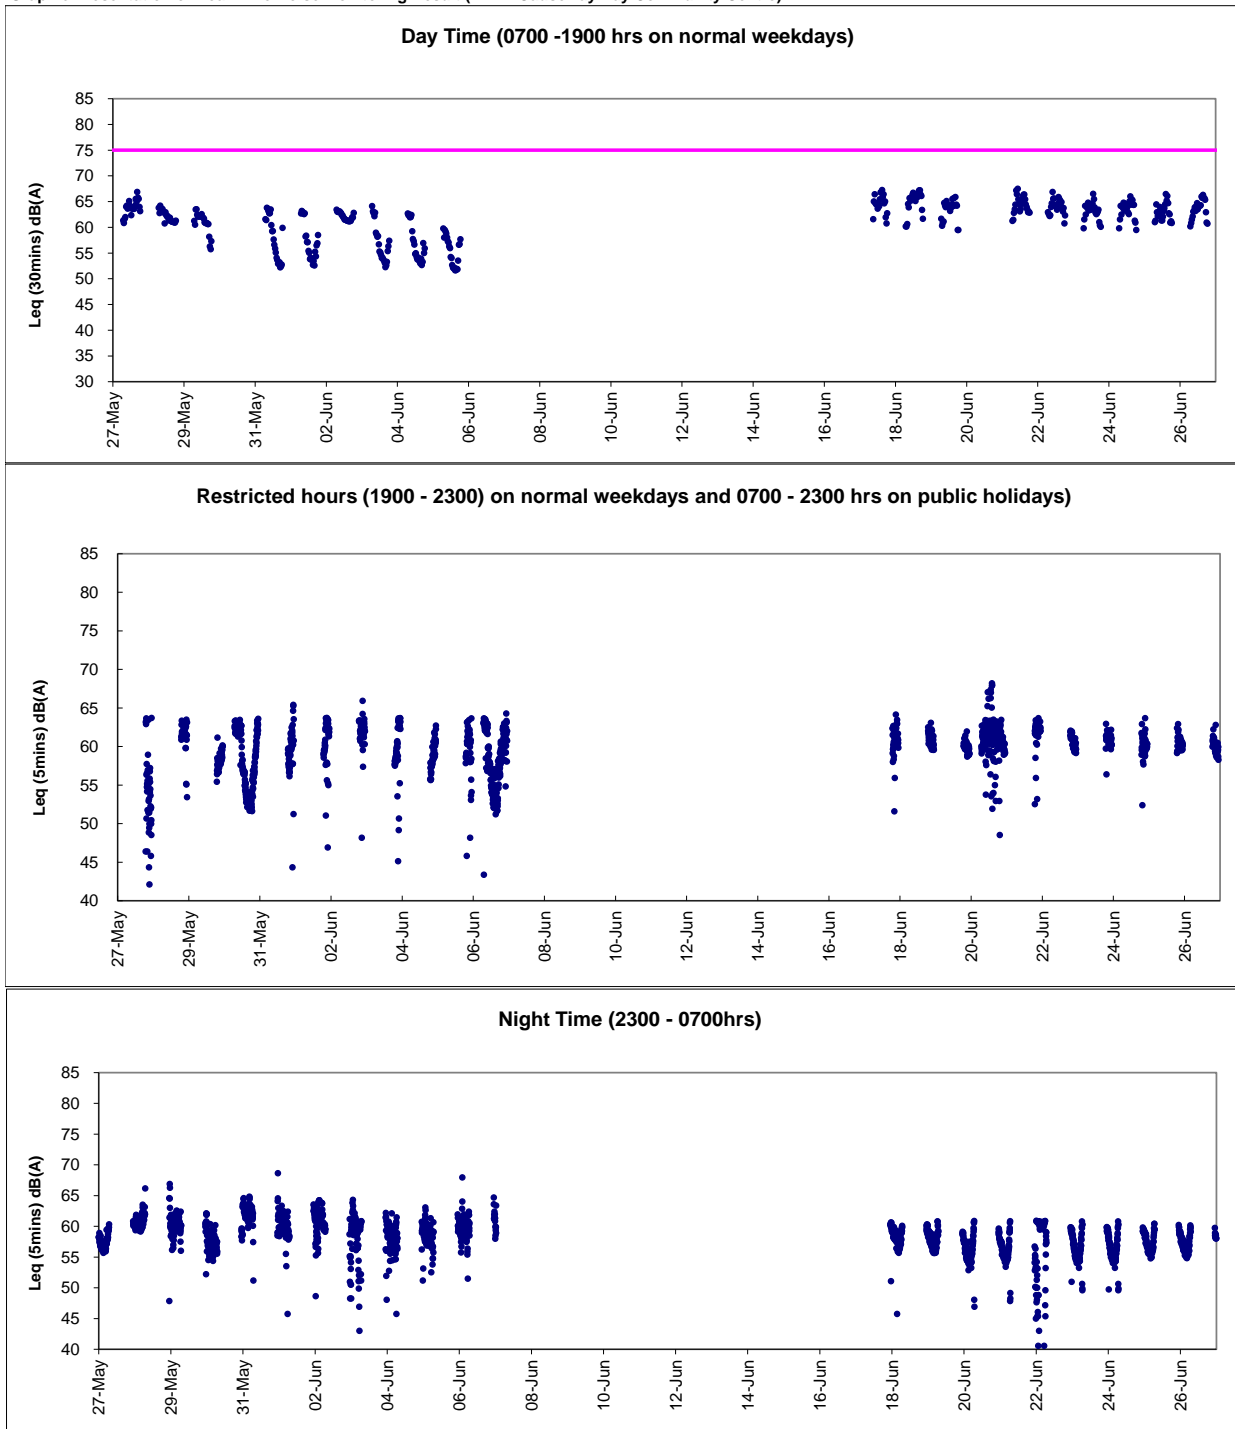 Day Time (0700 -1900 hrs on normal weekdays)
Leq (30mins) dB(A)
85
80
75
70
65
60
55
50
45
40
35
30
27-May
29-May
31-May
02-Jun
04-Jun
06-Jun
08-Jun
10-Jun
12-Jun
14-Jun
16-Jun
18-Jun
20-Jun
22-Jun
24-Jun
26-Jun
Restricted hours (1900 - 2300) on normal weekdays and 0700 - 2300 hrs on public holidays)
Leq (5mins) dB(A)
85
80
75
70
65
60
55
50
45
40
27-May
29-May
31-May
02-Jun
04-Jun
06-Jun
08-Jun
10-Jun
12-Jun
14-Jun
16-Jun
18-Jun
20-Jun
22-Jun
24-Jun
26-Jun
Night Time (2300 - 0700hrs)
Leq (5mins) dB(A)
85
80
75
70
65
60
55
50
45
40
27-May
29-May
31-May
02-Jun
04-Jun
06-Jun
08-Jun
10-Jun
12-Jun
14-Jun
16-Jun
18-Jun
20-Jun
22-Jun
24-Jun
26-Jun